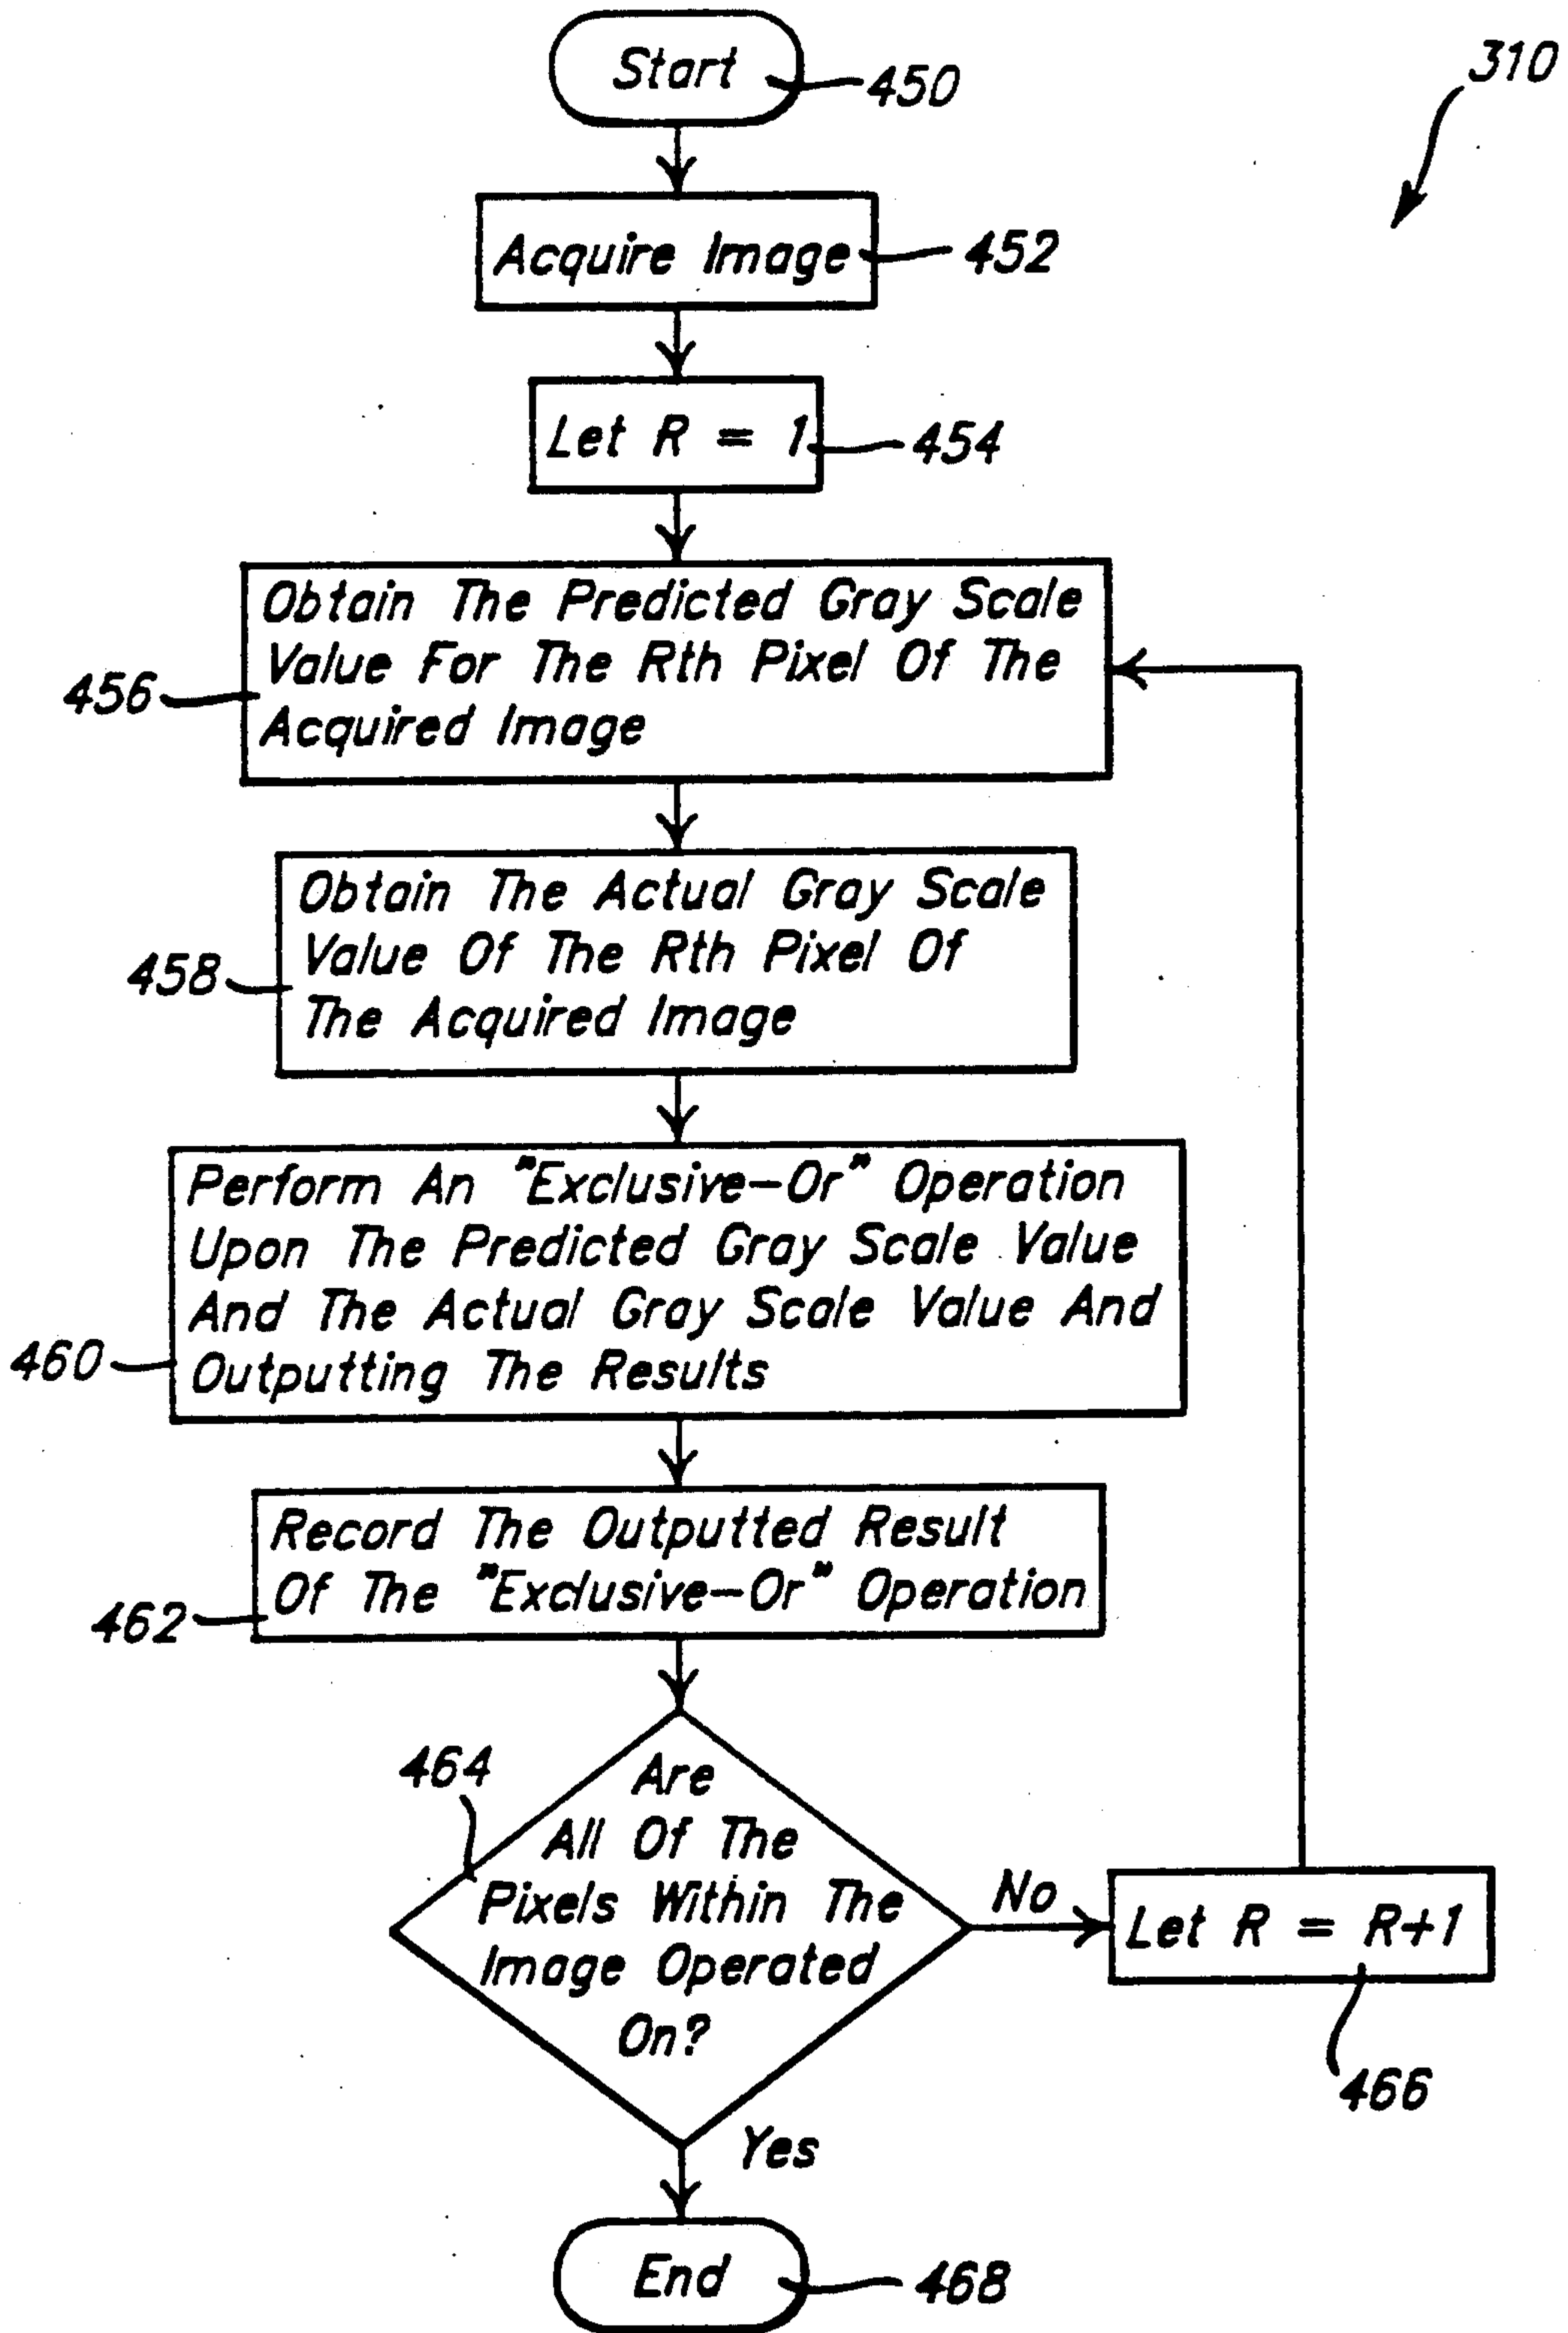 Start
450
310
Acquire Image
452
Let R = 1
454
Obtain The Predicted Gray Scale
Value For The Rth Pixel Of The
Acquired Image
456
Obtain The Actual Gray Scale
Value Of The Rth Pixel Of
The Acquired Image
458
Perform An "Exclusive-Or" Operation
Upon The Predicted Gray Scale Value
And The Actual Gray Scale Value And
Outputting The Results
460
Record The Outputted Result
Of The "Exclusive-Or" Operation
462
464
Are
All Of The
Pixels Within The
Image Operated
On?
No
Let R = R+1
466
Yes
End
468